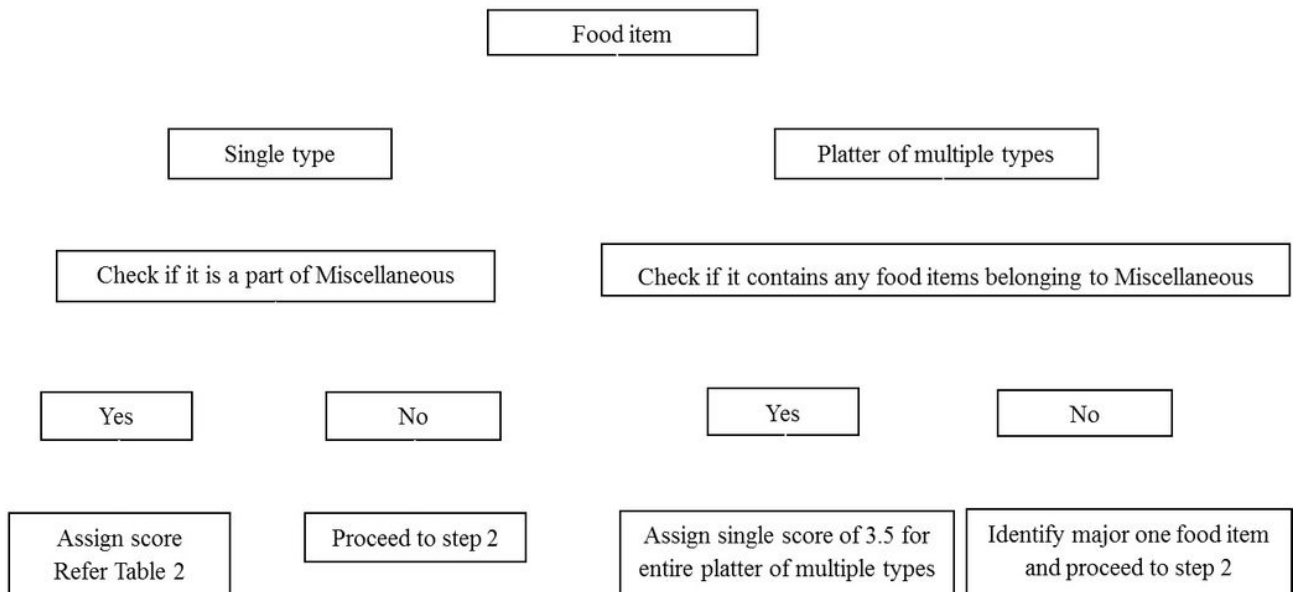 Food item
Single type
Platter of multiple types
Check if it is a part of Miscellaneous
Check if it contains any food items belonging to Miscellaneous
Yes
No
Yes
No
Assign score
Refer Table 2
Proceed to step 2
Assign single score of 3.5 for
entire platter of multiple types
Identify major one food item
and proceed to step 2